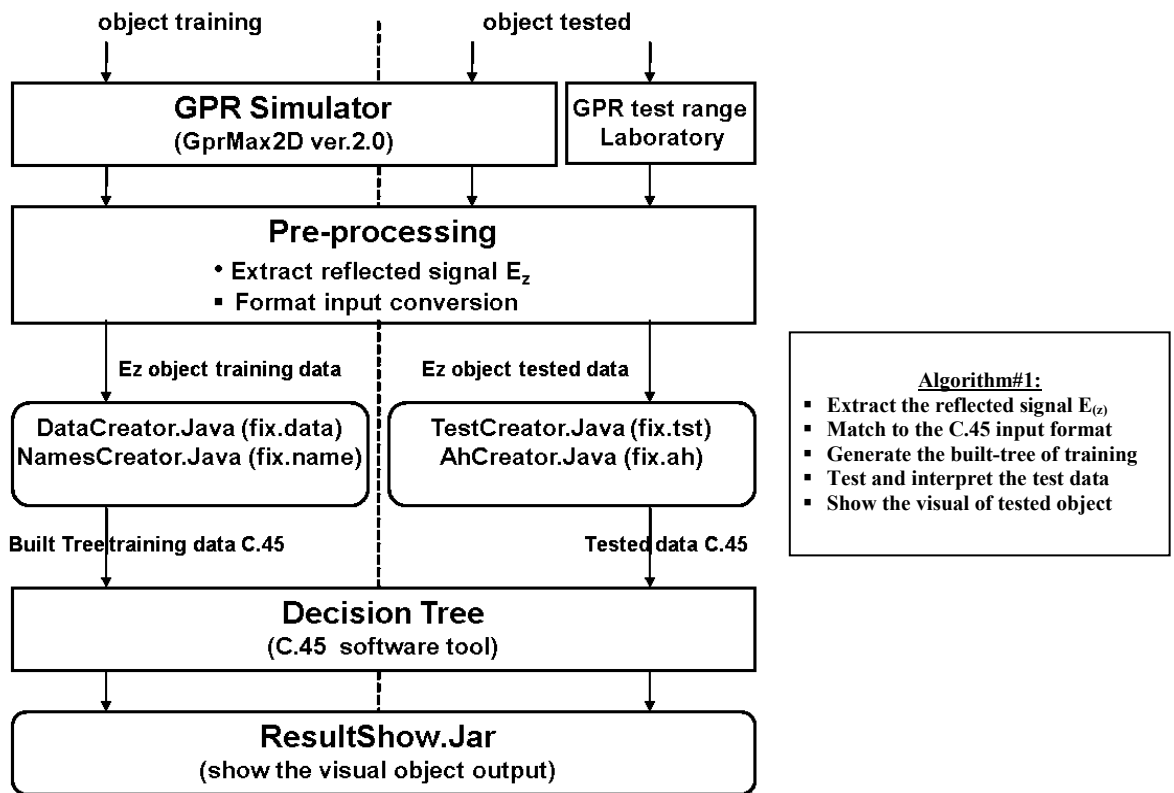 object training
object tested
GPR Simulator
(GprMax2D ver.2.0)
GPR test range
Laboratory
Pre-processing
• Extract reflected signal Ez
▪ Format input conversion
Ez object training data
Ez object tested data
DataCreator.Java (fix.data)
NamesCreator.Java (fix.name)
TestCreator.Java (fix.tst)
AhCreator.Java (fix.ah)
Built Tree training data C.45
Tested data C.45
Decision Tree
(C.45 software tool)
ResultShow.Jar
(show the visual object output)
Algorithm#1:
▪ Extract the reflected signal E(z)
▪ Match to the C.45 input format
▪ Generate the built-tree of training
▪ Test and interpret the test data
▪ Show the visual of tested object